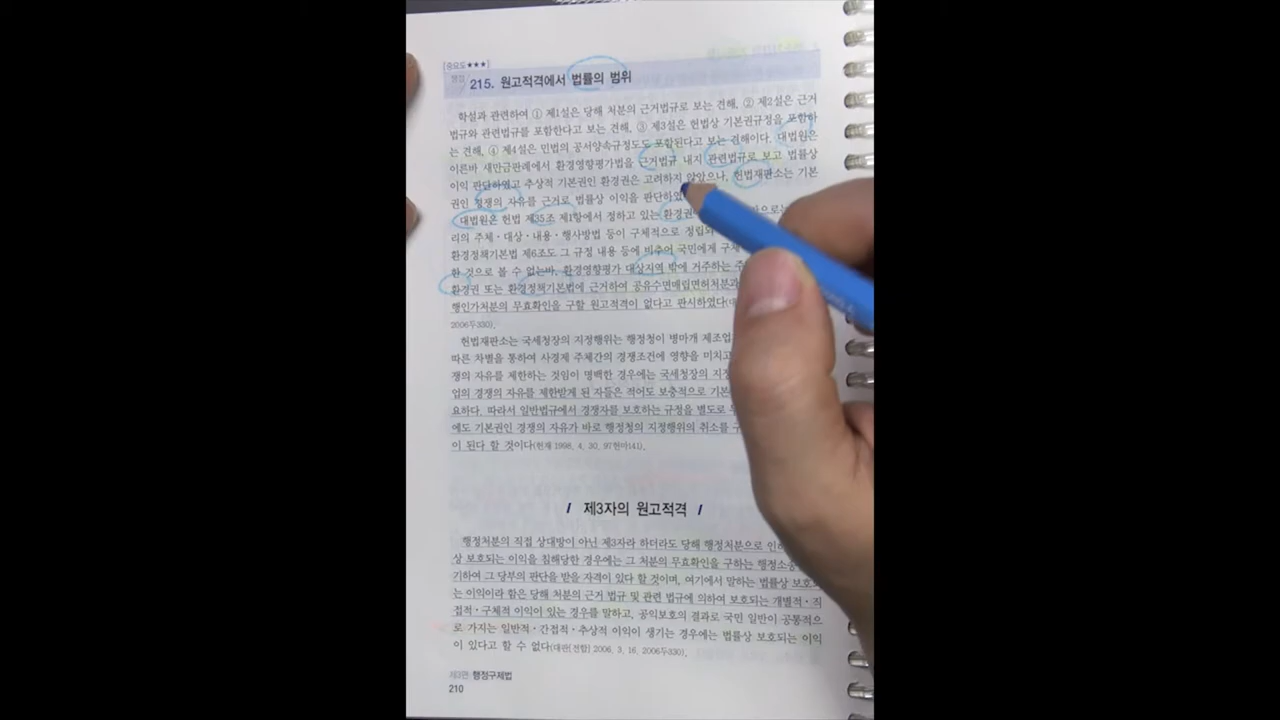 [중요도★★★]
쟁점 215. 원고적격에서 법률의 범위
학설과 관련하여 ① 제1설은 당해 처분의 근거법규로 보는 견해, ② 제2설은 근거
법규와 관련법규를 포함한다고 보는 견해, ③ 제3설은 헌법상 기본권규정을 포함하
는 견해, ④ 제4설은 민법의 공서양속규정도도 포함된다고 보는 견해이다. 대법원은
이른바 새만금판례에서 환경영향평가법을 근거법규 내지 관련법규로 보고 법률상
이익 판단하였고 추상적 기본권인 환경권은 고려하지 않았으나, 헌법재판소는 기본
권인 경쟁의 자유를 근거로 법률상 이익을 판단하였
대법원은 헌법 제35조 제1항에서 정하고 있는 환경권 으로는
리의 주체·대상·내용·행사방법 등이 구체적으로 정립되
환경정책기본법 제6조도 그 규정 내용 등에 비추어 국민에게 구체
한 것으로 볼 수 없는바, 환경영향평가 대상지역 밖에 거주하는
환경권 또는 환경정책기본법에 근거하여 공유수면매립면허처분과
행인가처분의 무효확인을 구할 원고적격이 없다고 판시하였다(
2006두330).
헌법재판소는 국세청장의 지정행위는 행정청이 병마개 제조업
따른 차별을 통하여 사경제 주체간의 경쟁조건에 영향을 미치고
쟁의 자유를 제한하는 것임이 명백한 경우에는 국세청장의 지정
업의 경쟁의 자유를 제한받게 된 자들은 적어도 보충적으로 기본
요하다. 따라서 일반법규에서 경쟁자를 보호하는 규정을 별도로
에도 기본권인 경쟁의 자유가 바로 행정청의 지정행위의 취소를 구
이 된다 할 것이다(헌재 1998. 4. 30. 97헌마141).
/ 제3자의 원고적격 /
행정처분의 직접 상대방이 아닌 제3자라 하더라도 당해 행정처분으로 인하
상 보호되는 이익을 침해당한 경우에는 그 처분의 무효확인을 구하는 행정소송
기하여 그 당부의 판단을 받을 자격이 있다 할 것이며, 여기에서 말하는 법률상 보호
는 이익이라 함은 당해 처분의 근거 법규 및 관련 법규에 의하여 보호되는 개별적·직
접적·구체적 이익이 있는 경우를 말하고, 공익보호의 결과로 국민 일반이 공통적으
로 가지는 일반적·간접적·추상적 이익이 생기는 경우에는 법률상 보호되는 이익
이 있다고 할 수 없다(대판[전합] 2006. 3. 16. 2006두330).
제3편 행정구제법
210